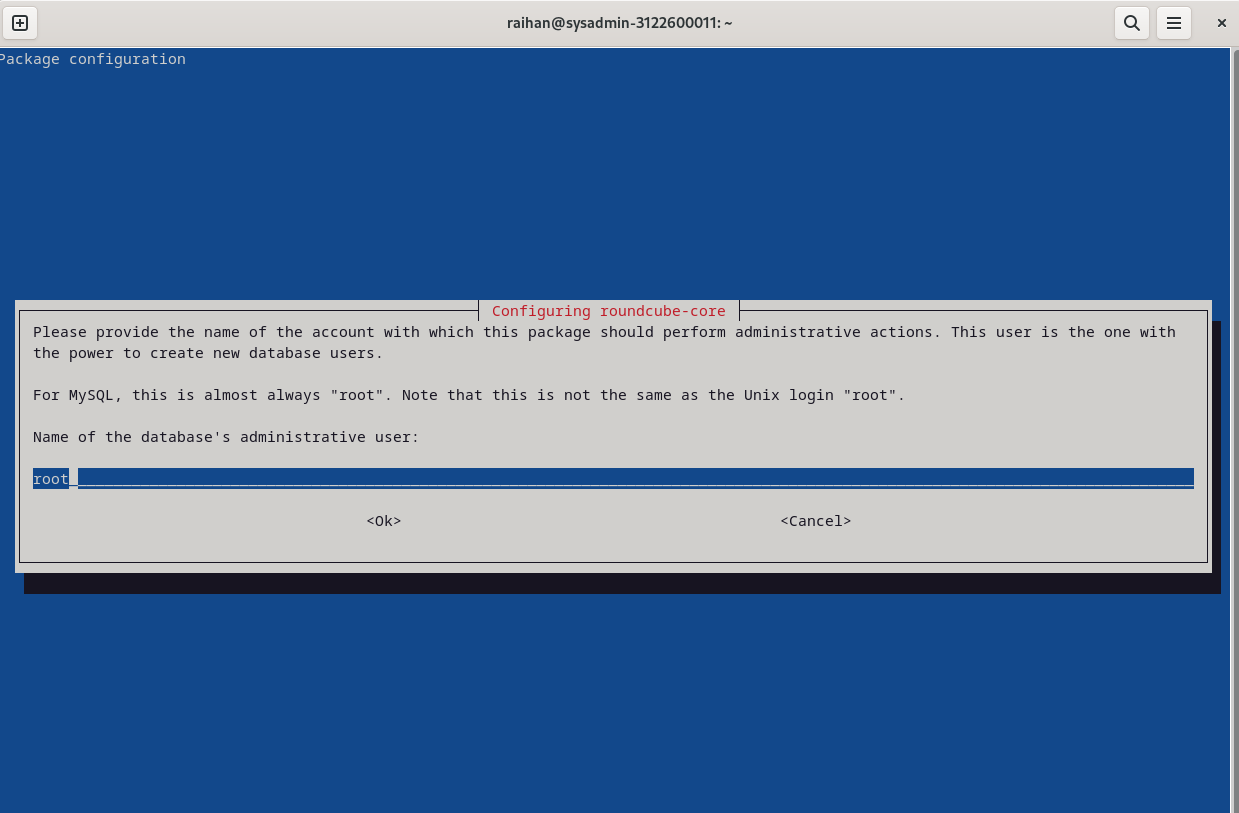 raihan@sysadmin-3122600011: ~
Package configuration
Configuring roundcube-core
Please provide the name of the account with which this package should perform administrative actions. This user is the one with
the power to create new database users.
For MySQL, this is almost always "root". Note that this is not the same as the Unix login "root".
Name of the database's administrative user:
root
<Ok> <Cancel>